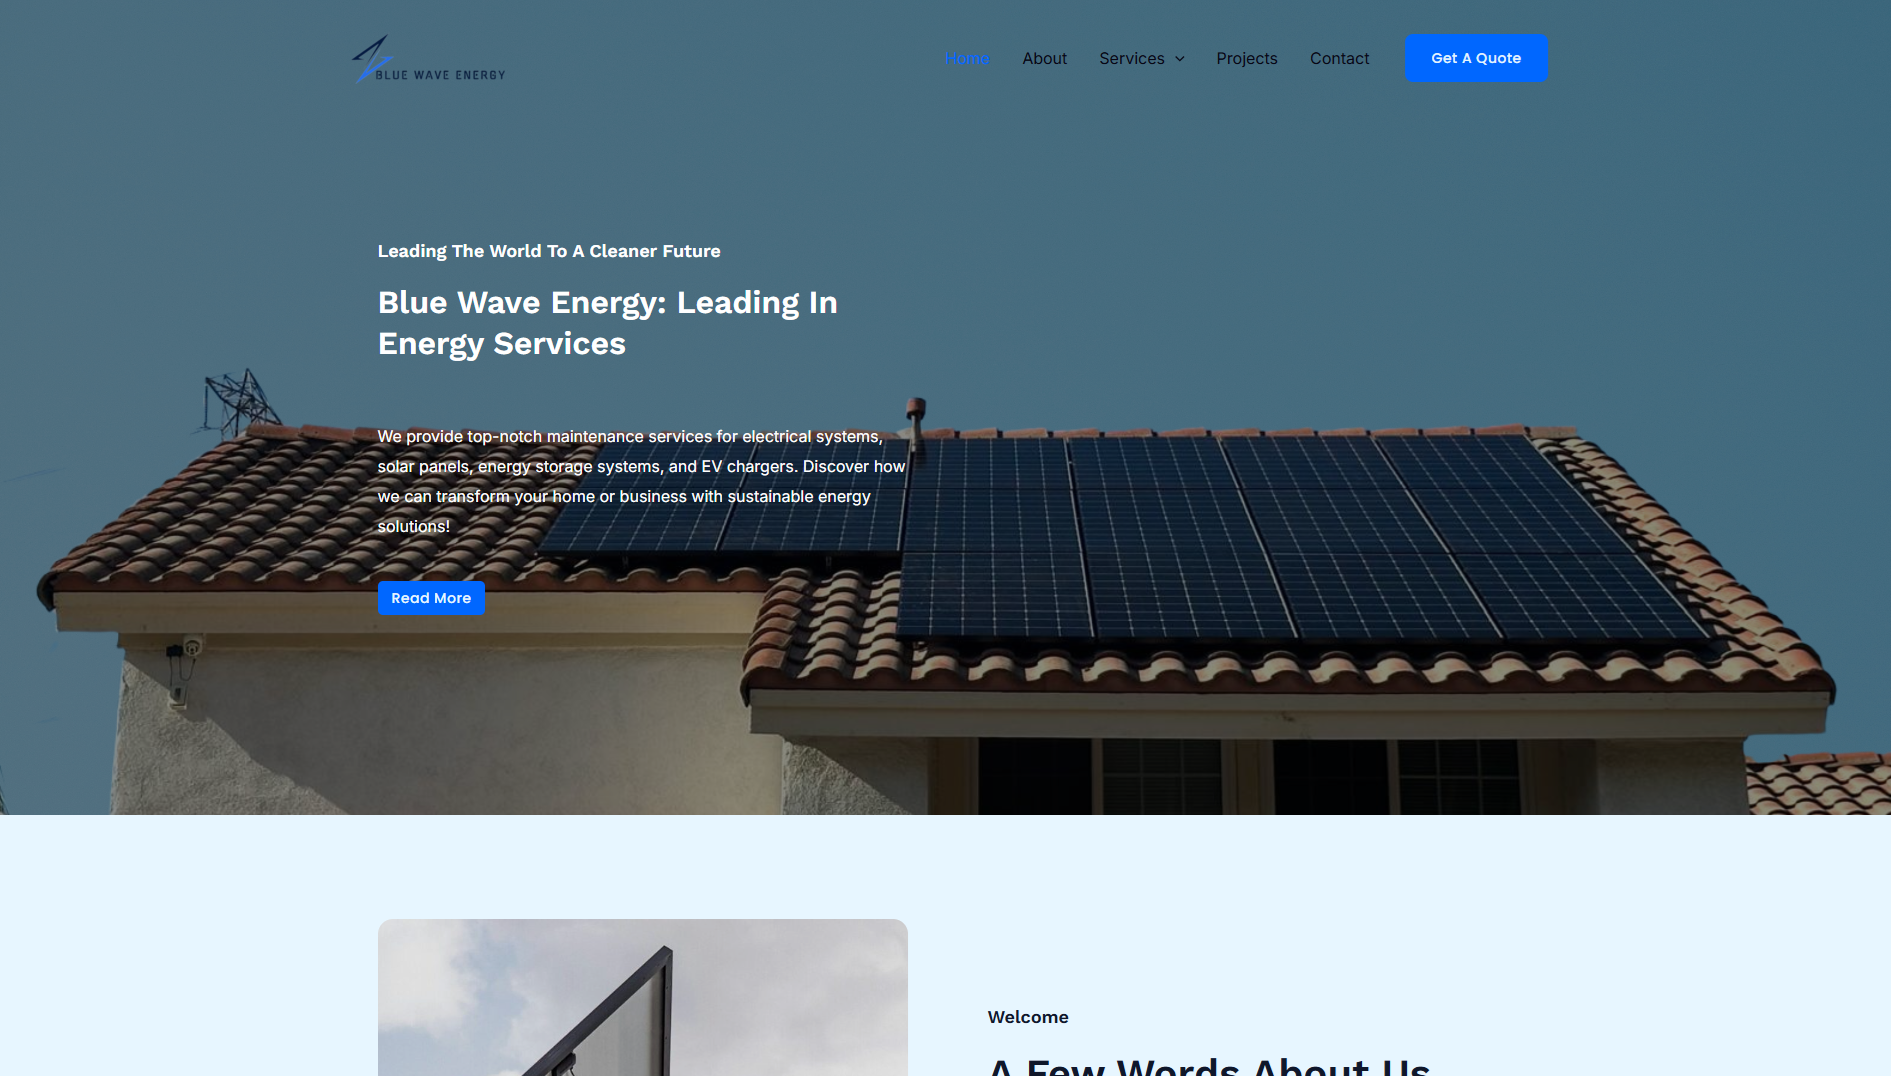 BLUE WAVE ENERGY
Home
About
Services
Projects
Contact
Get A Quote
Leading The World To A Cleaner Future
Blue Wave Energy: Leading In
Energy Services
We provide top-notch maintenance services for electrical systems,
solar panels, energy storage systems, and EV chargers. Discover how
we can transform your home or business with sustainable energy
solutions!
Read More
Welcome
A Few Words About Us